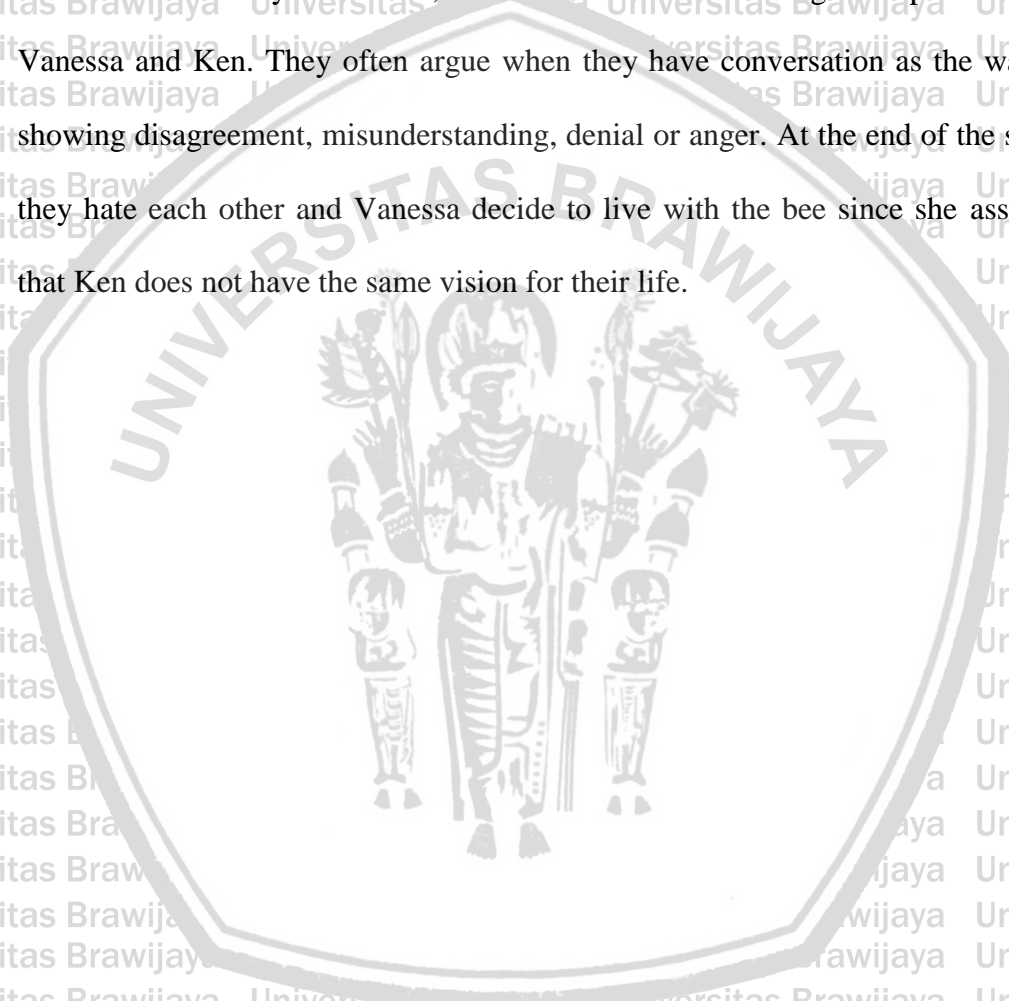 Vanessa and Ken. They often argue when they have conversation as the wa
showing disagreement, misunderstanding, denial or anger. At the end of the s
they hate each other and Vanessa decide to live with the bee since she ass
that Ken does not have the same vision for their life.
UNIVERSITAS BRAWIJAYA